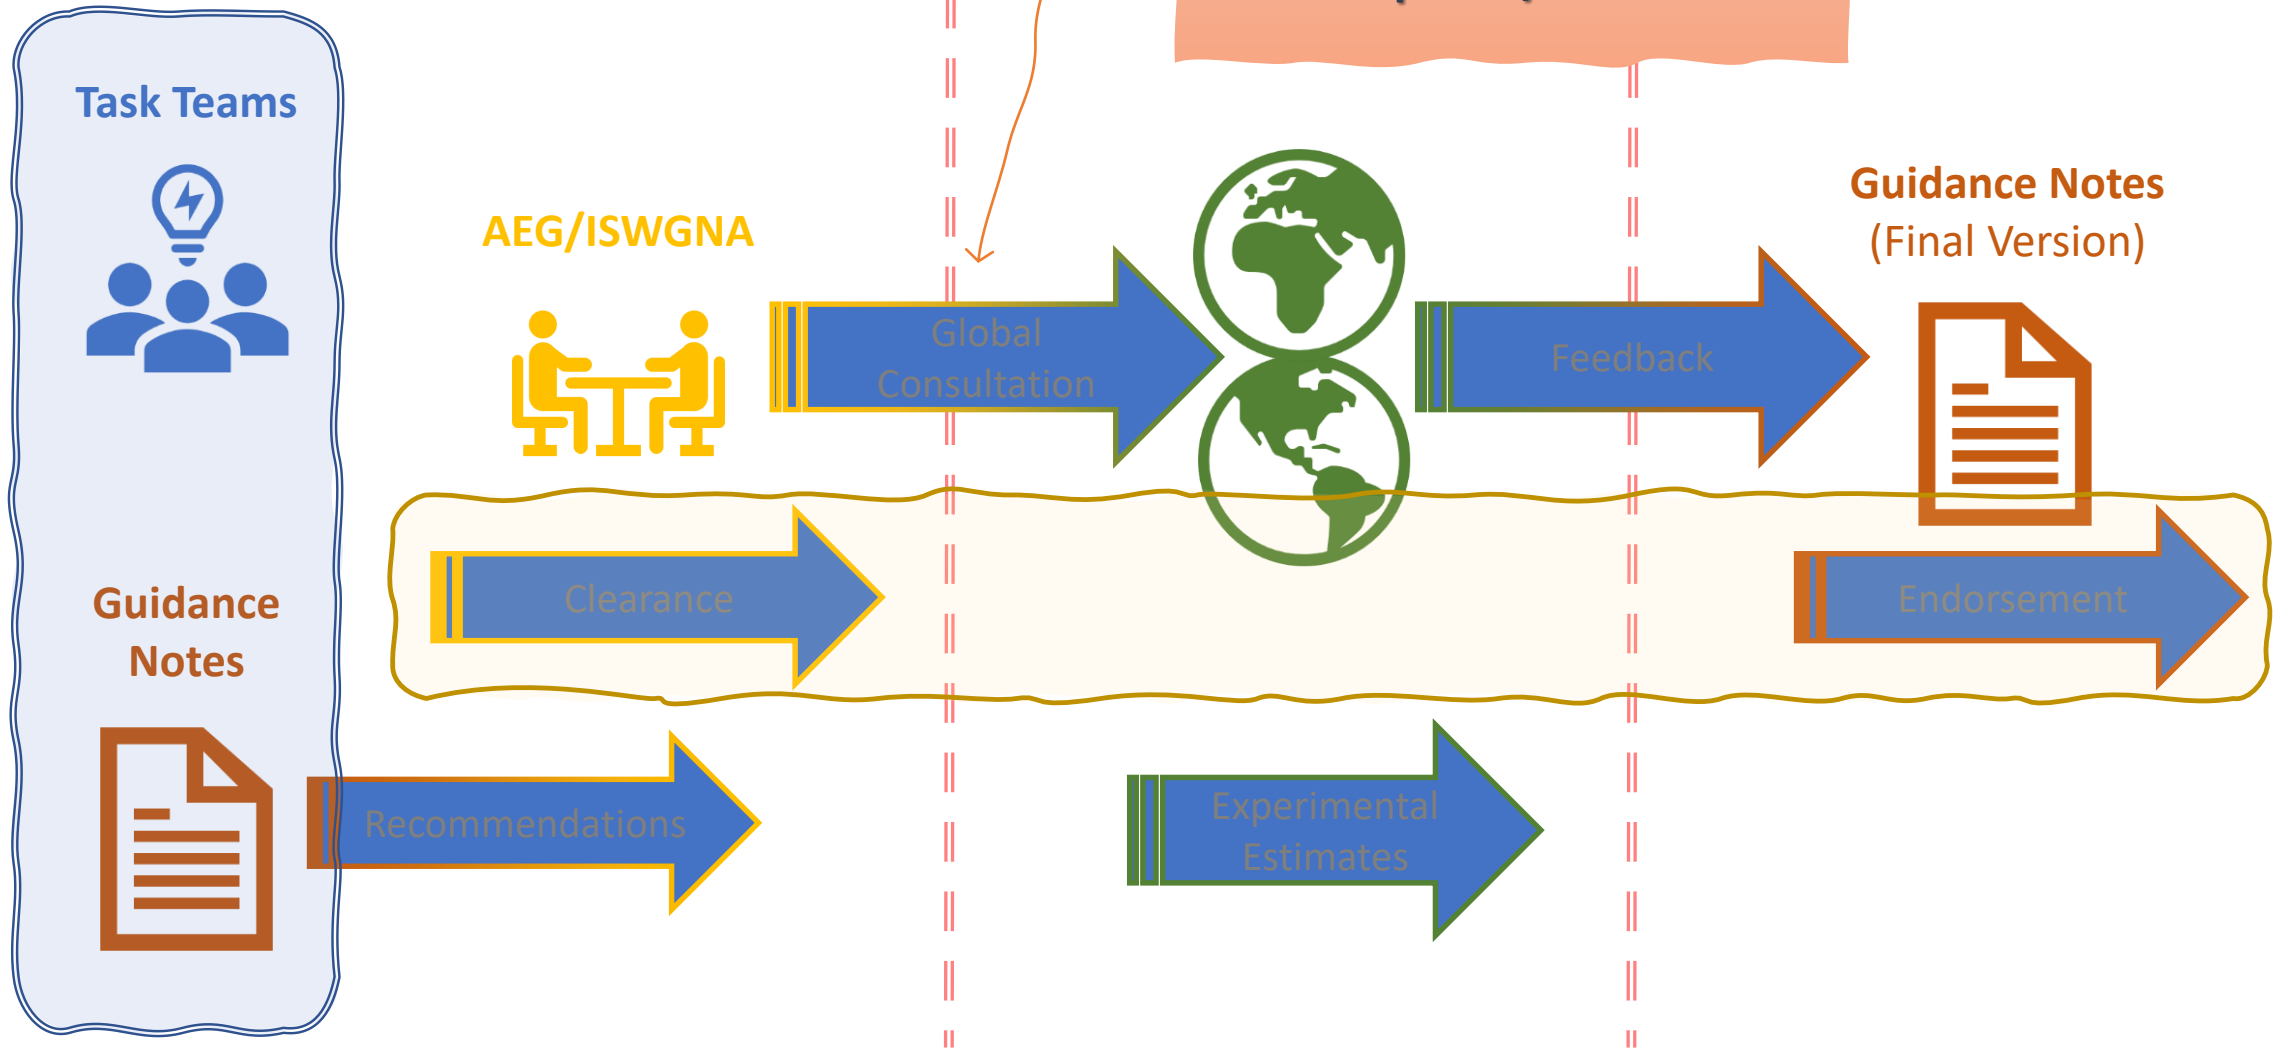 Task Teams
AEG/ISWGNA
Guidance Notes
(Final Version)
Global
Consultation
Feedback
Guidance
Notes
Clearance
Endorsement
Recommendations
Experimental
Estimates